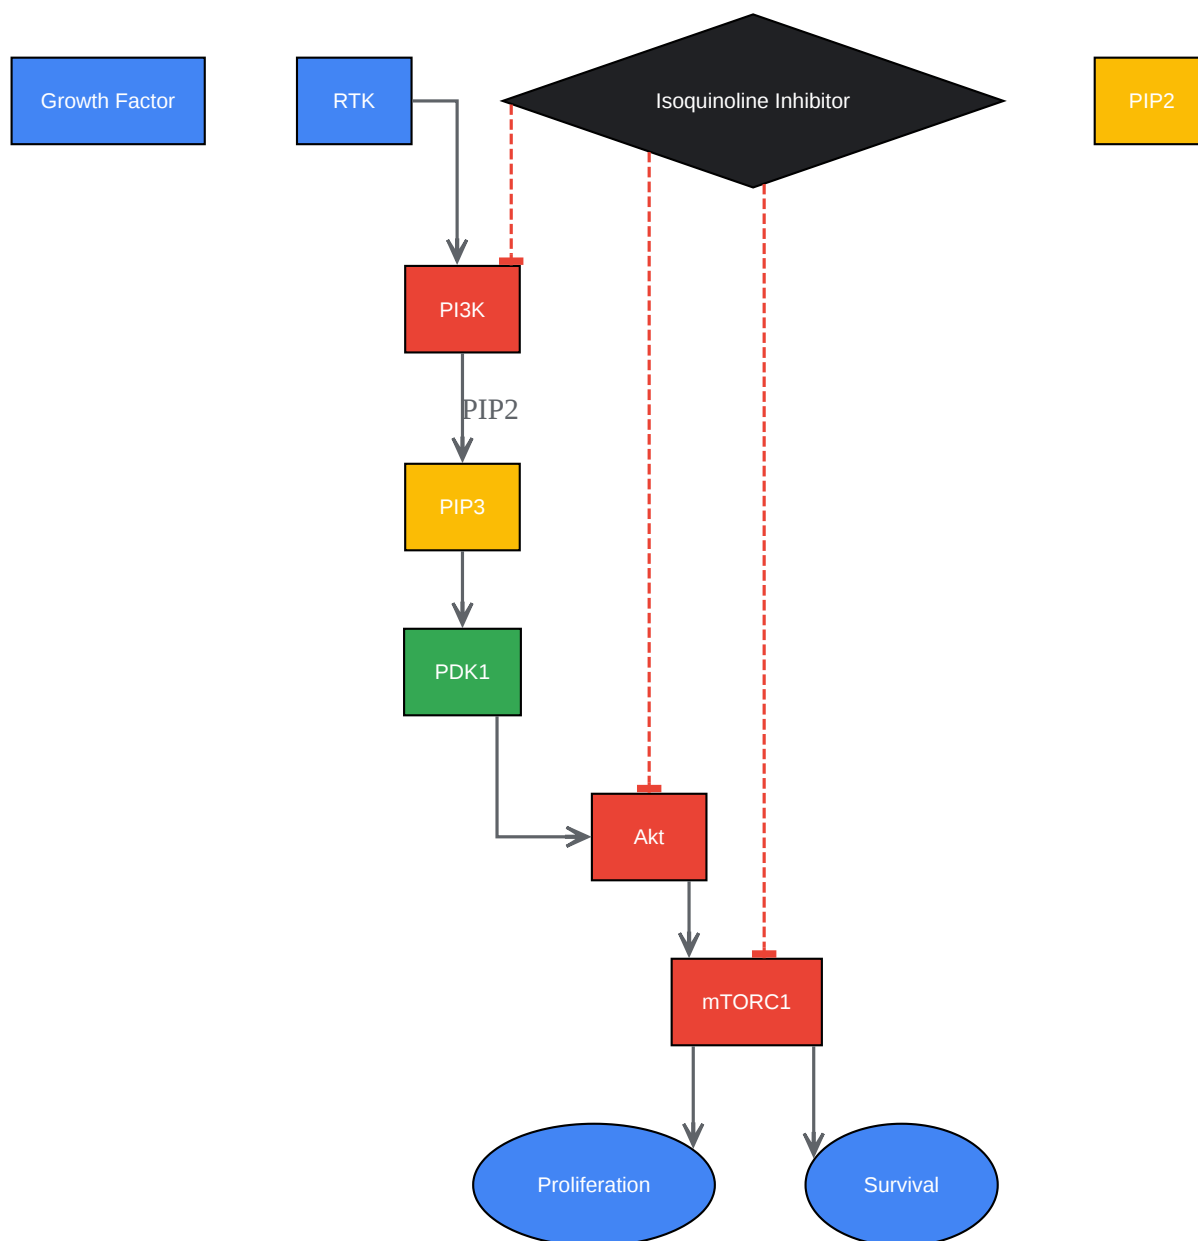 Growth Factor
RTK
Isoquinoline Inhibitor
PIP2
PI3K
PIP2
PIP3
PDK1
Akt
mTORC1
Proliferation
Survival